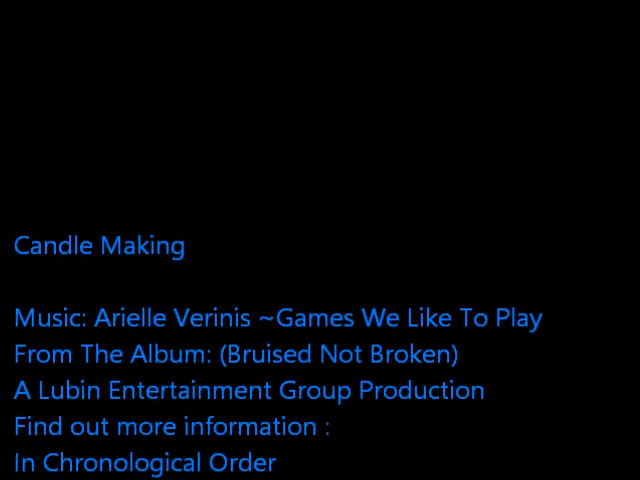 Candle Making
Music: Arielle Verinis ~Games We Like To Play
From The Album: (Bruised Not Broken)
A Lubin Entertainment Group Production
Find out more information :
In Chronological Order